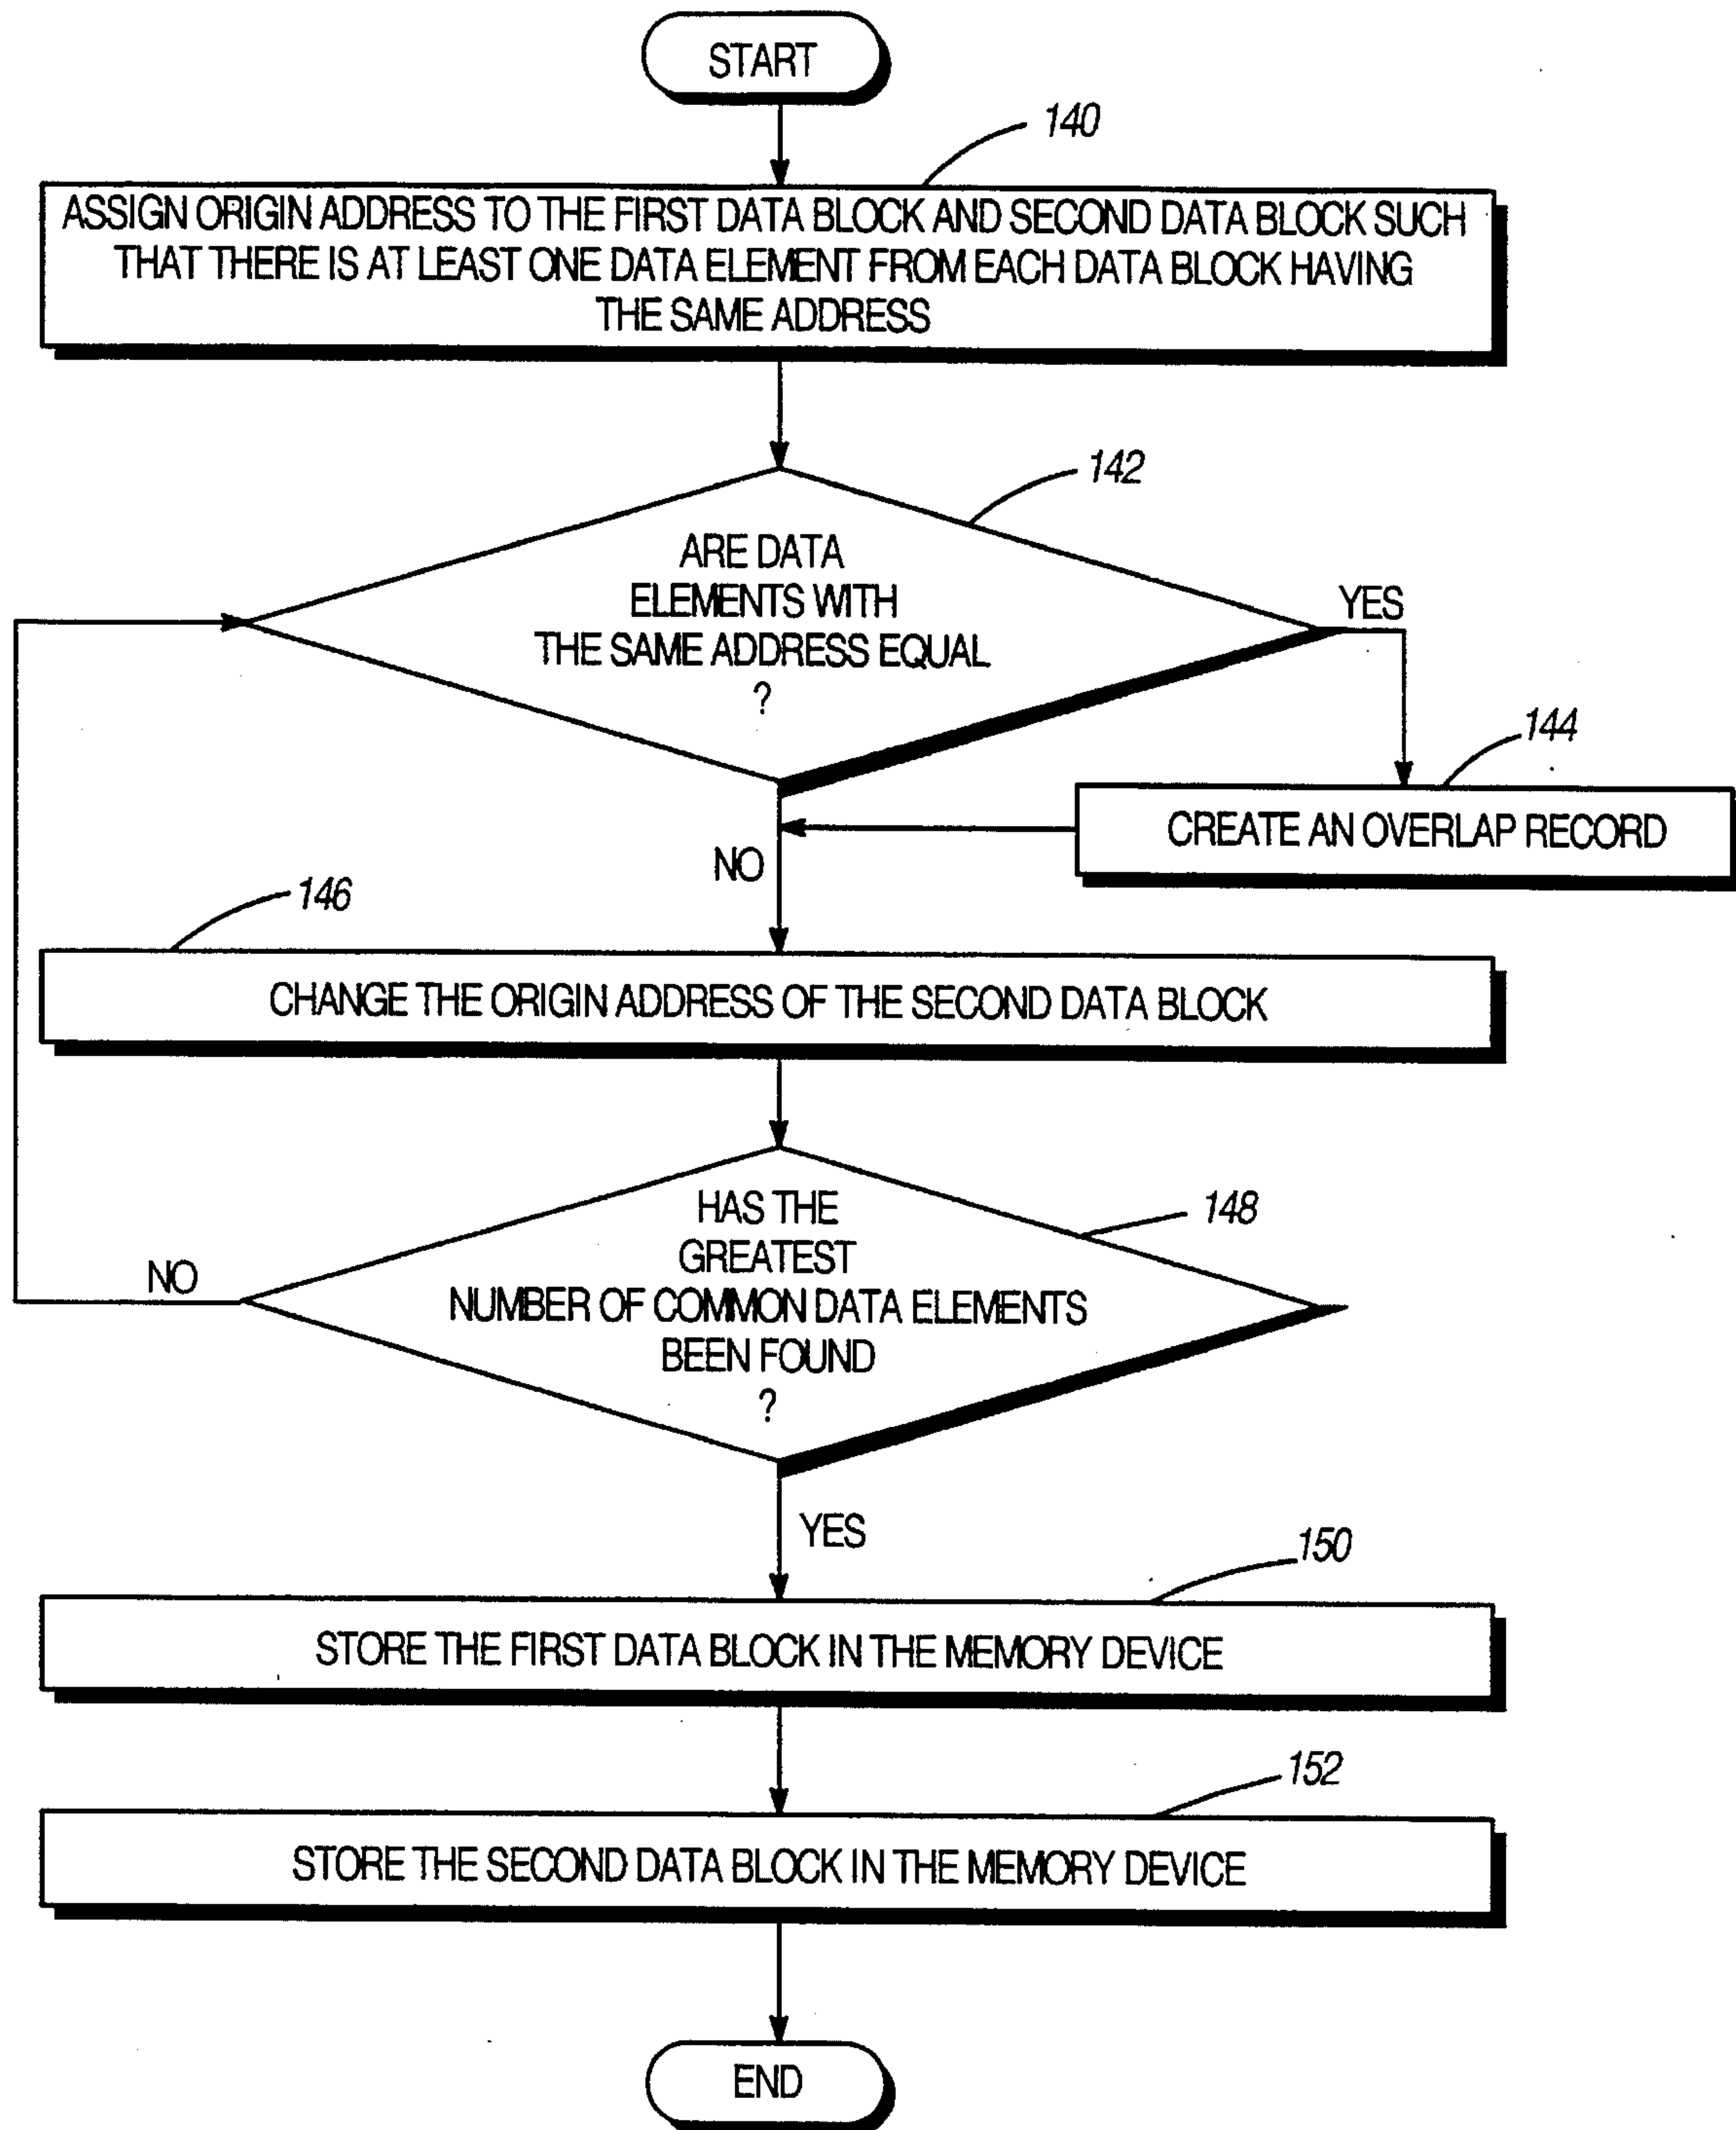 START
140
ASSIGN ORIGIN ADDRESS TO THE FIRST DATA BLOCK AND SECOND DATA BLOCK SUCH
THAT THERE IS AT LEAST ONE DATA ELEMENT FROM EACH DATA BLOCK HAVING
THE SAME ADDRESS
142
ARE DATA
ELEMENTS WITH
THE SAME ADDRESS EQUAL
?
YES
144
CREATE AN OVERLAP RECORD
NO
146
CHANGE THE ORIGIN ADDRESS OF THE SECOND DATA BLOCK
148
HAS THE
GREATEST
NUMBER OF COMMON DATA ELEMENTS
BEEN FOUND
?
NO
YES
150
STORE THE FIRST DATA BLOCK IN THE MEMORY DEVICE
152
STORE THE SECOND DATA BLOCK IN THE MEMORY DEVICE
END